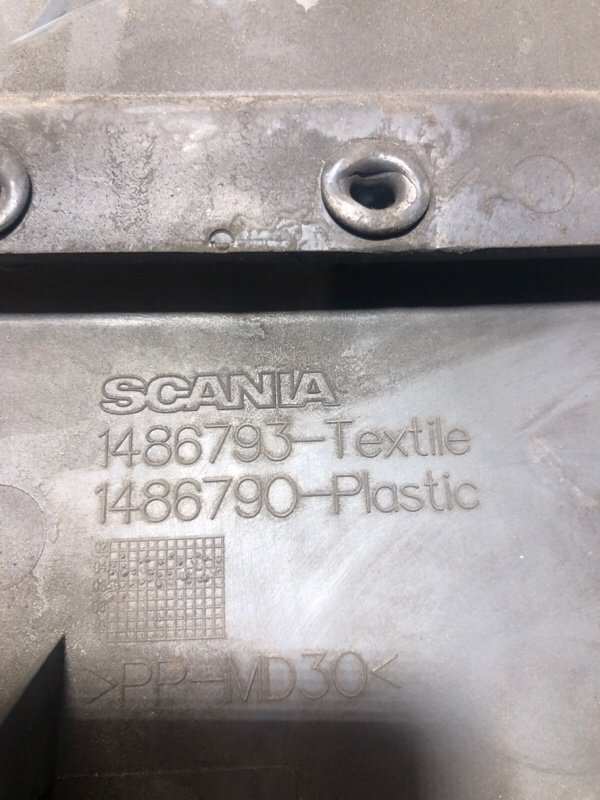 SCANIA
1486793-Textile
1486790-Plastic
>PP-MD30<